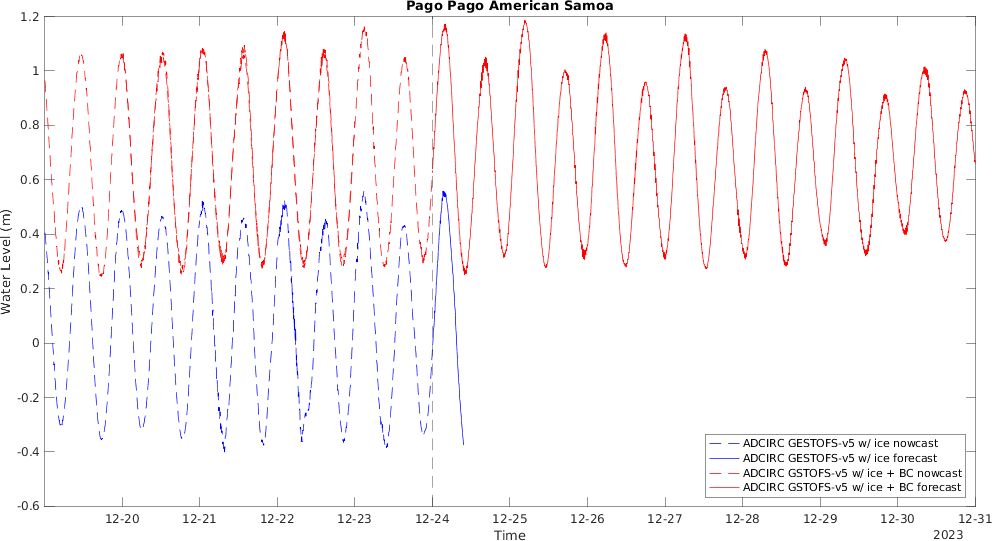 Pago Pago American Samoa
1.2
1
0.8
0.6
0.4
0.2
0
-0.2
-0.4
-0.6
Water Level (m)
ADCIRC GESTOFS-v5 w/ ice nowcast
ADCIRC GESTOFS-v5 w/ ice forecast
ADCIRC GSTOFS-v5 w/ ice + BC nowcast
ADCIRC GSTOFS-v5 w/ ice + BC forecast
12-20 12-21 12-22 12-23 12-24 12-25 12-26 12-27 12-28 12-29 12-30 12-31
Time
2023